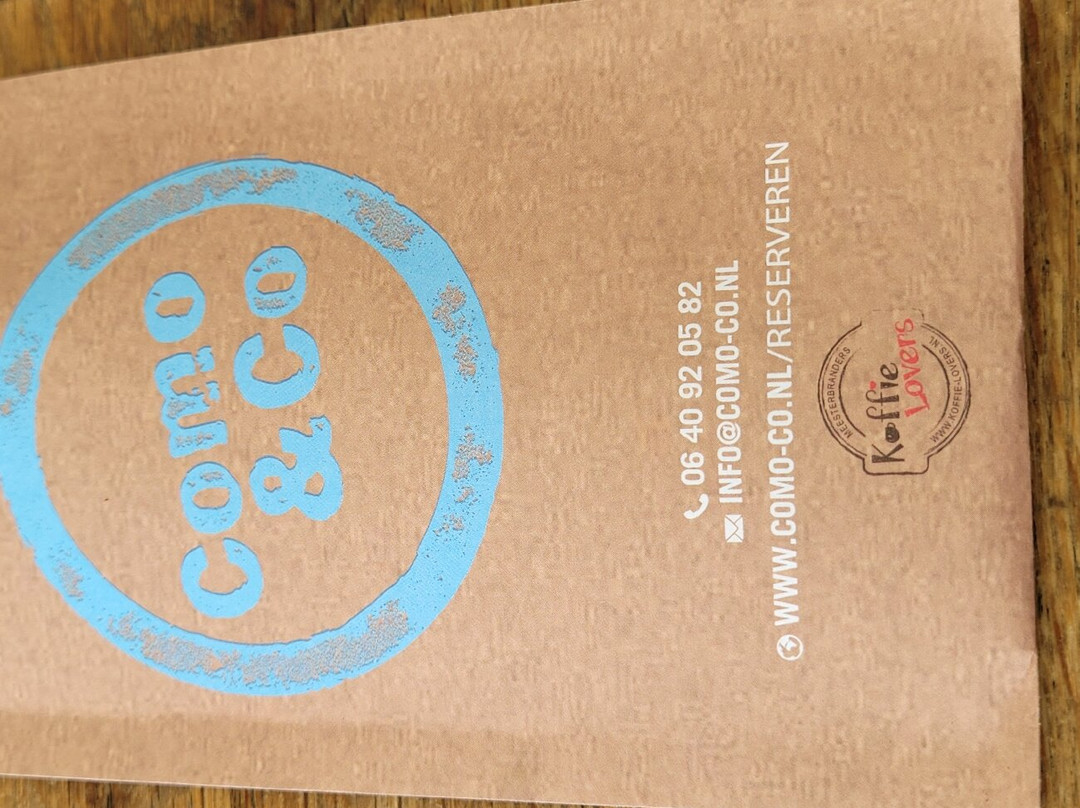 como
& Co
06 40 92 05 82
INFO@COMO-CO.NL
WWW.COMO-CO.NL/RESERVEREN
MEESTERBRANDERS
Koffie
Lovers
WWW.KOFFIE-LOVERS.NL